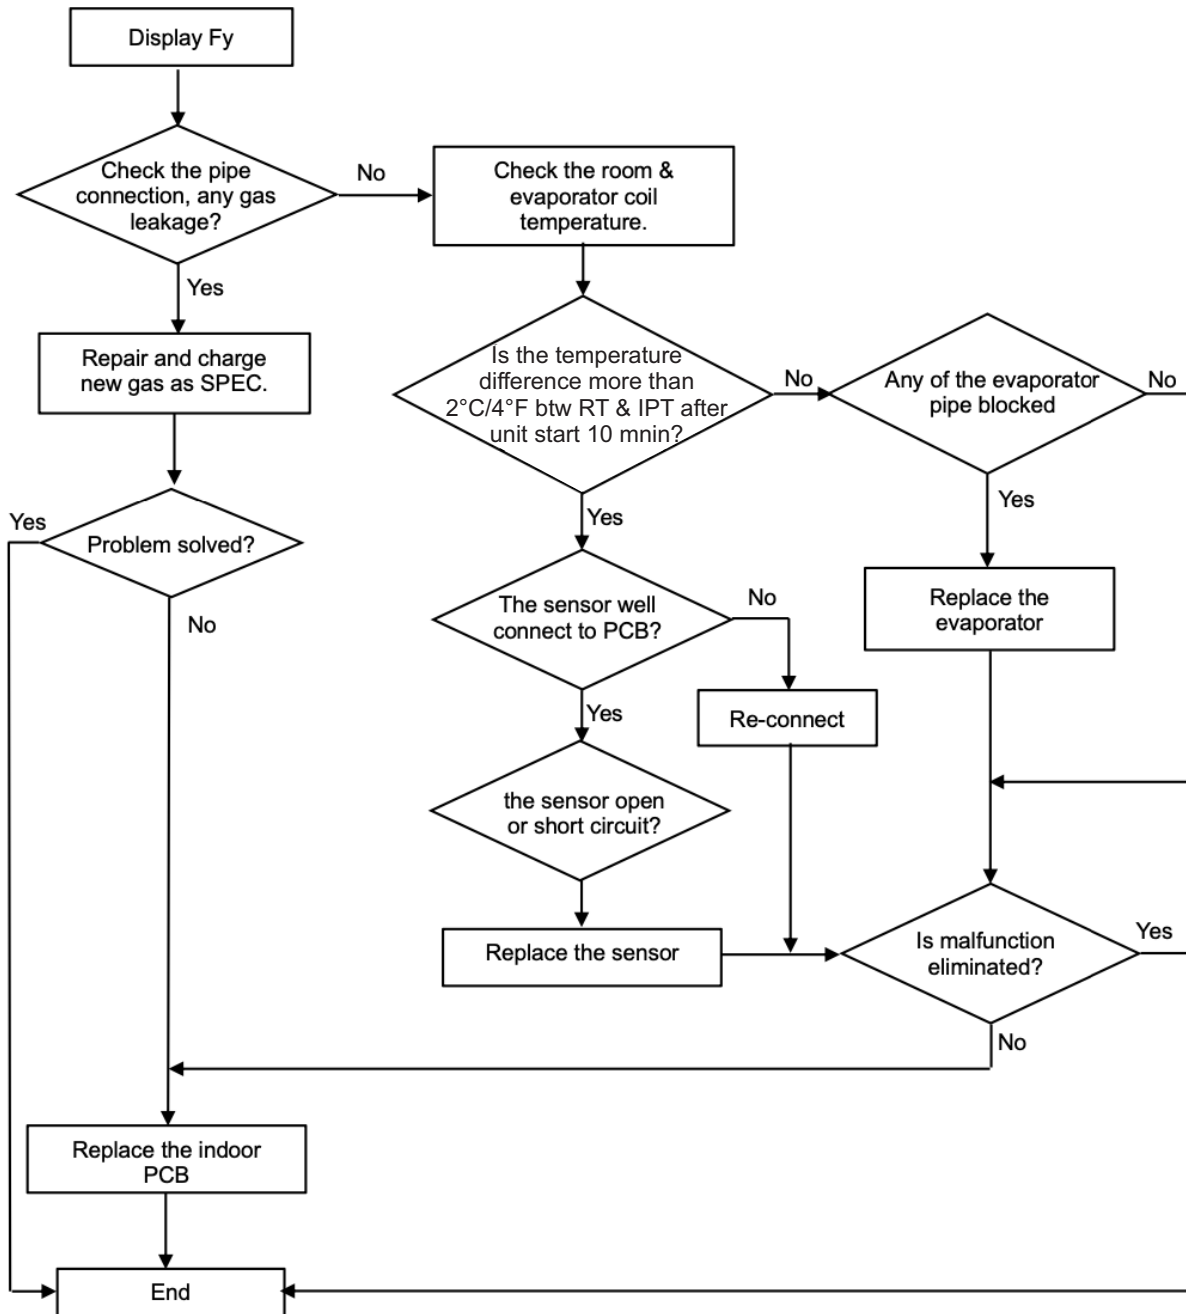 Display Fy
Check the pipe
connection, any gas
leakage?
No
Check the room &
evaporator coil
temperature.
Yes
Repair and charge
new gas as SPEC.
Is the temperature
difference more than
2°C/4°F btw RT & IPT after
unit start 10 mnin?
No
Any of the evaporator
pipe blocked
No
Yes
Problem solved?
No
Yes
The sensor well
connect to PCB?
No
Yes
Replace the
evaporator
Re-connect
Yes
the sensor open
or short circuit?
Replace the sensor
Is malfunction
eliminated?
Yes
No
Replace the indoor
PCB
End